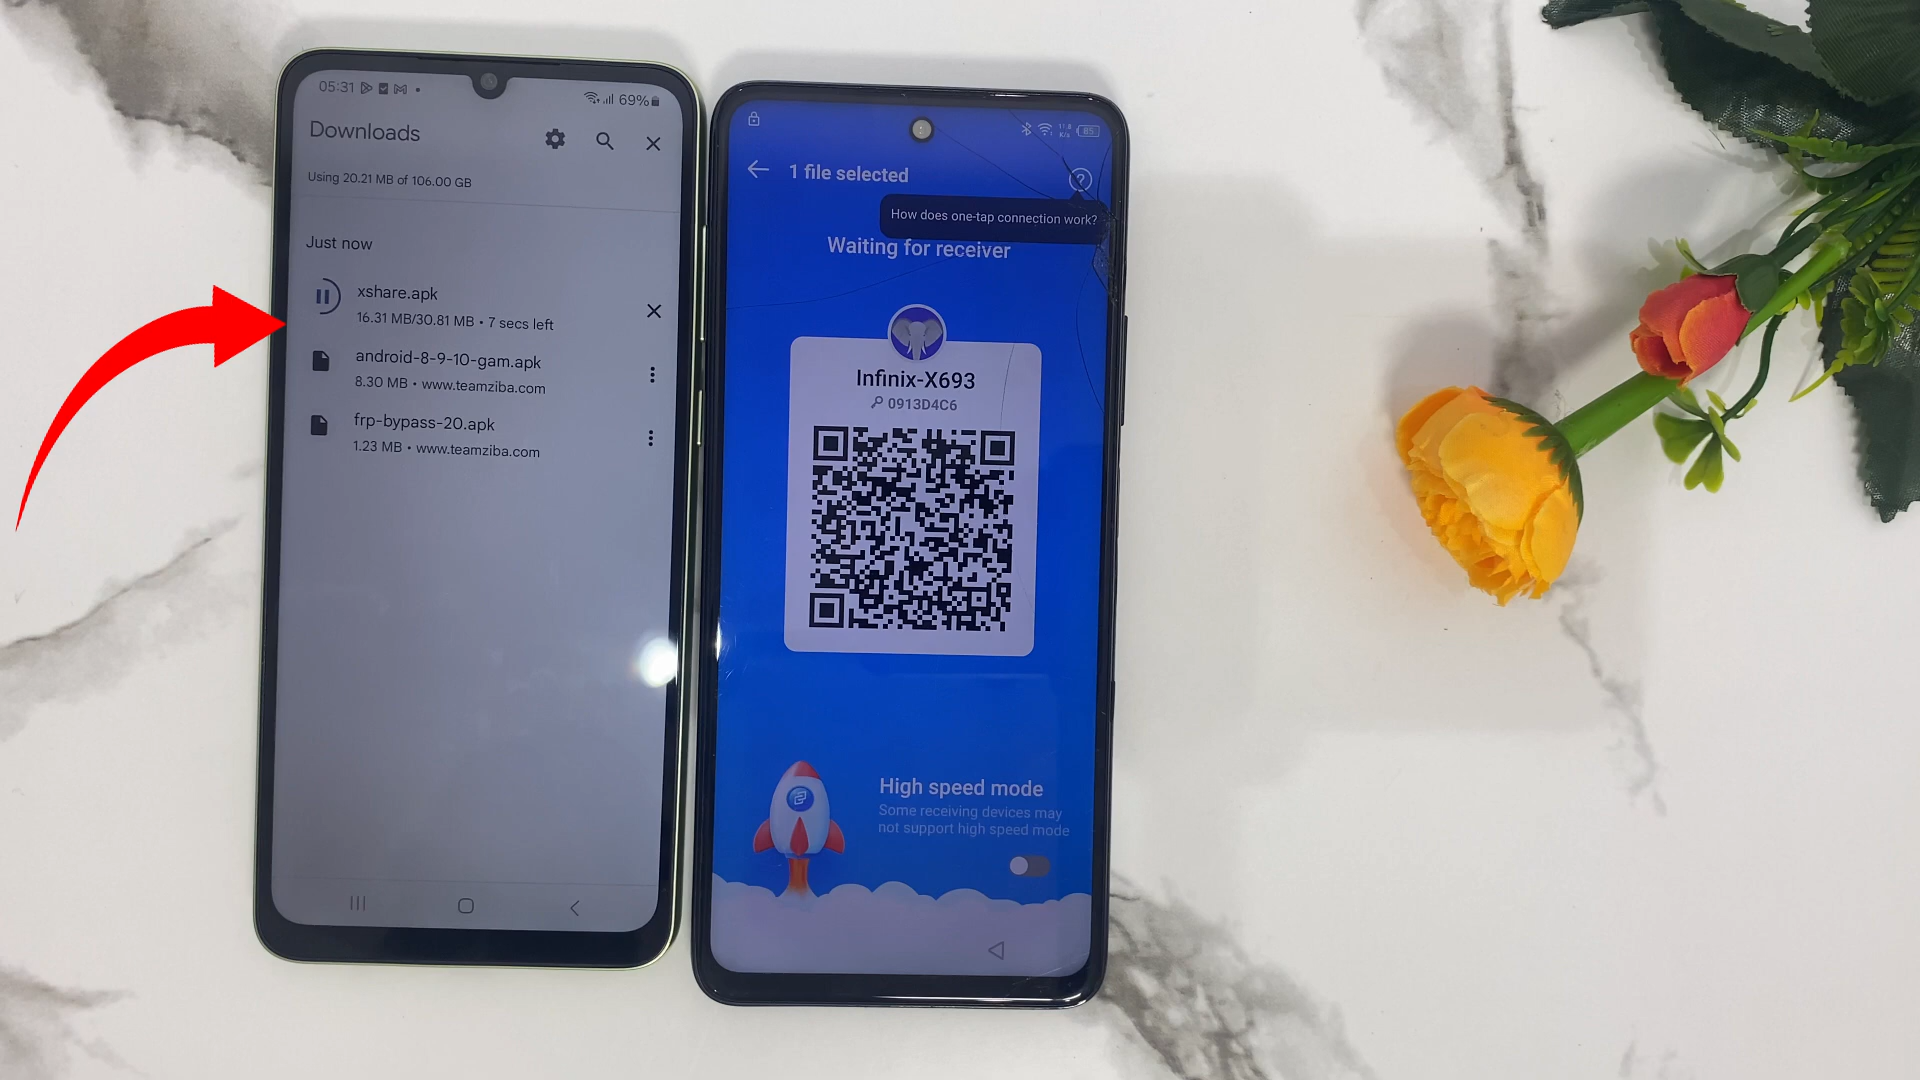 05:31
69%
Downloads
Using 20.21 MB of 106.00 GB
Just now
xshare.apk
16.31 MB/30.81 MB • 7 secs left
android-8-9-10-gam.apk
8.30 MB • www.teamziba.com
frp-bypass-20.apk
1.23 MB • www.teamziba.com
85
1 file selected
How does one-tap connection work?
Waiting for receiver
Infinix-X693
0913D4C6
High speed mode
Some receiving devices may
not support high speed mode